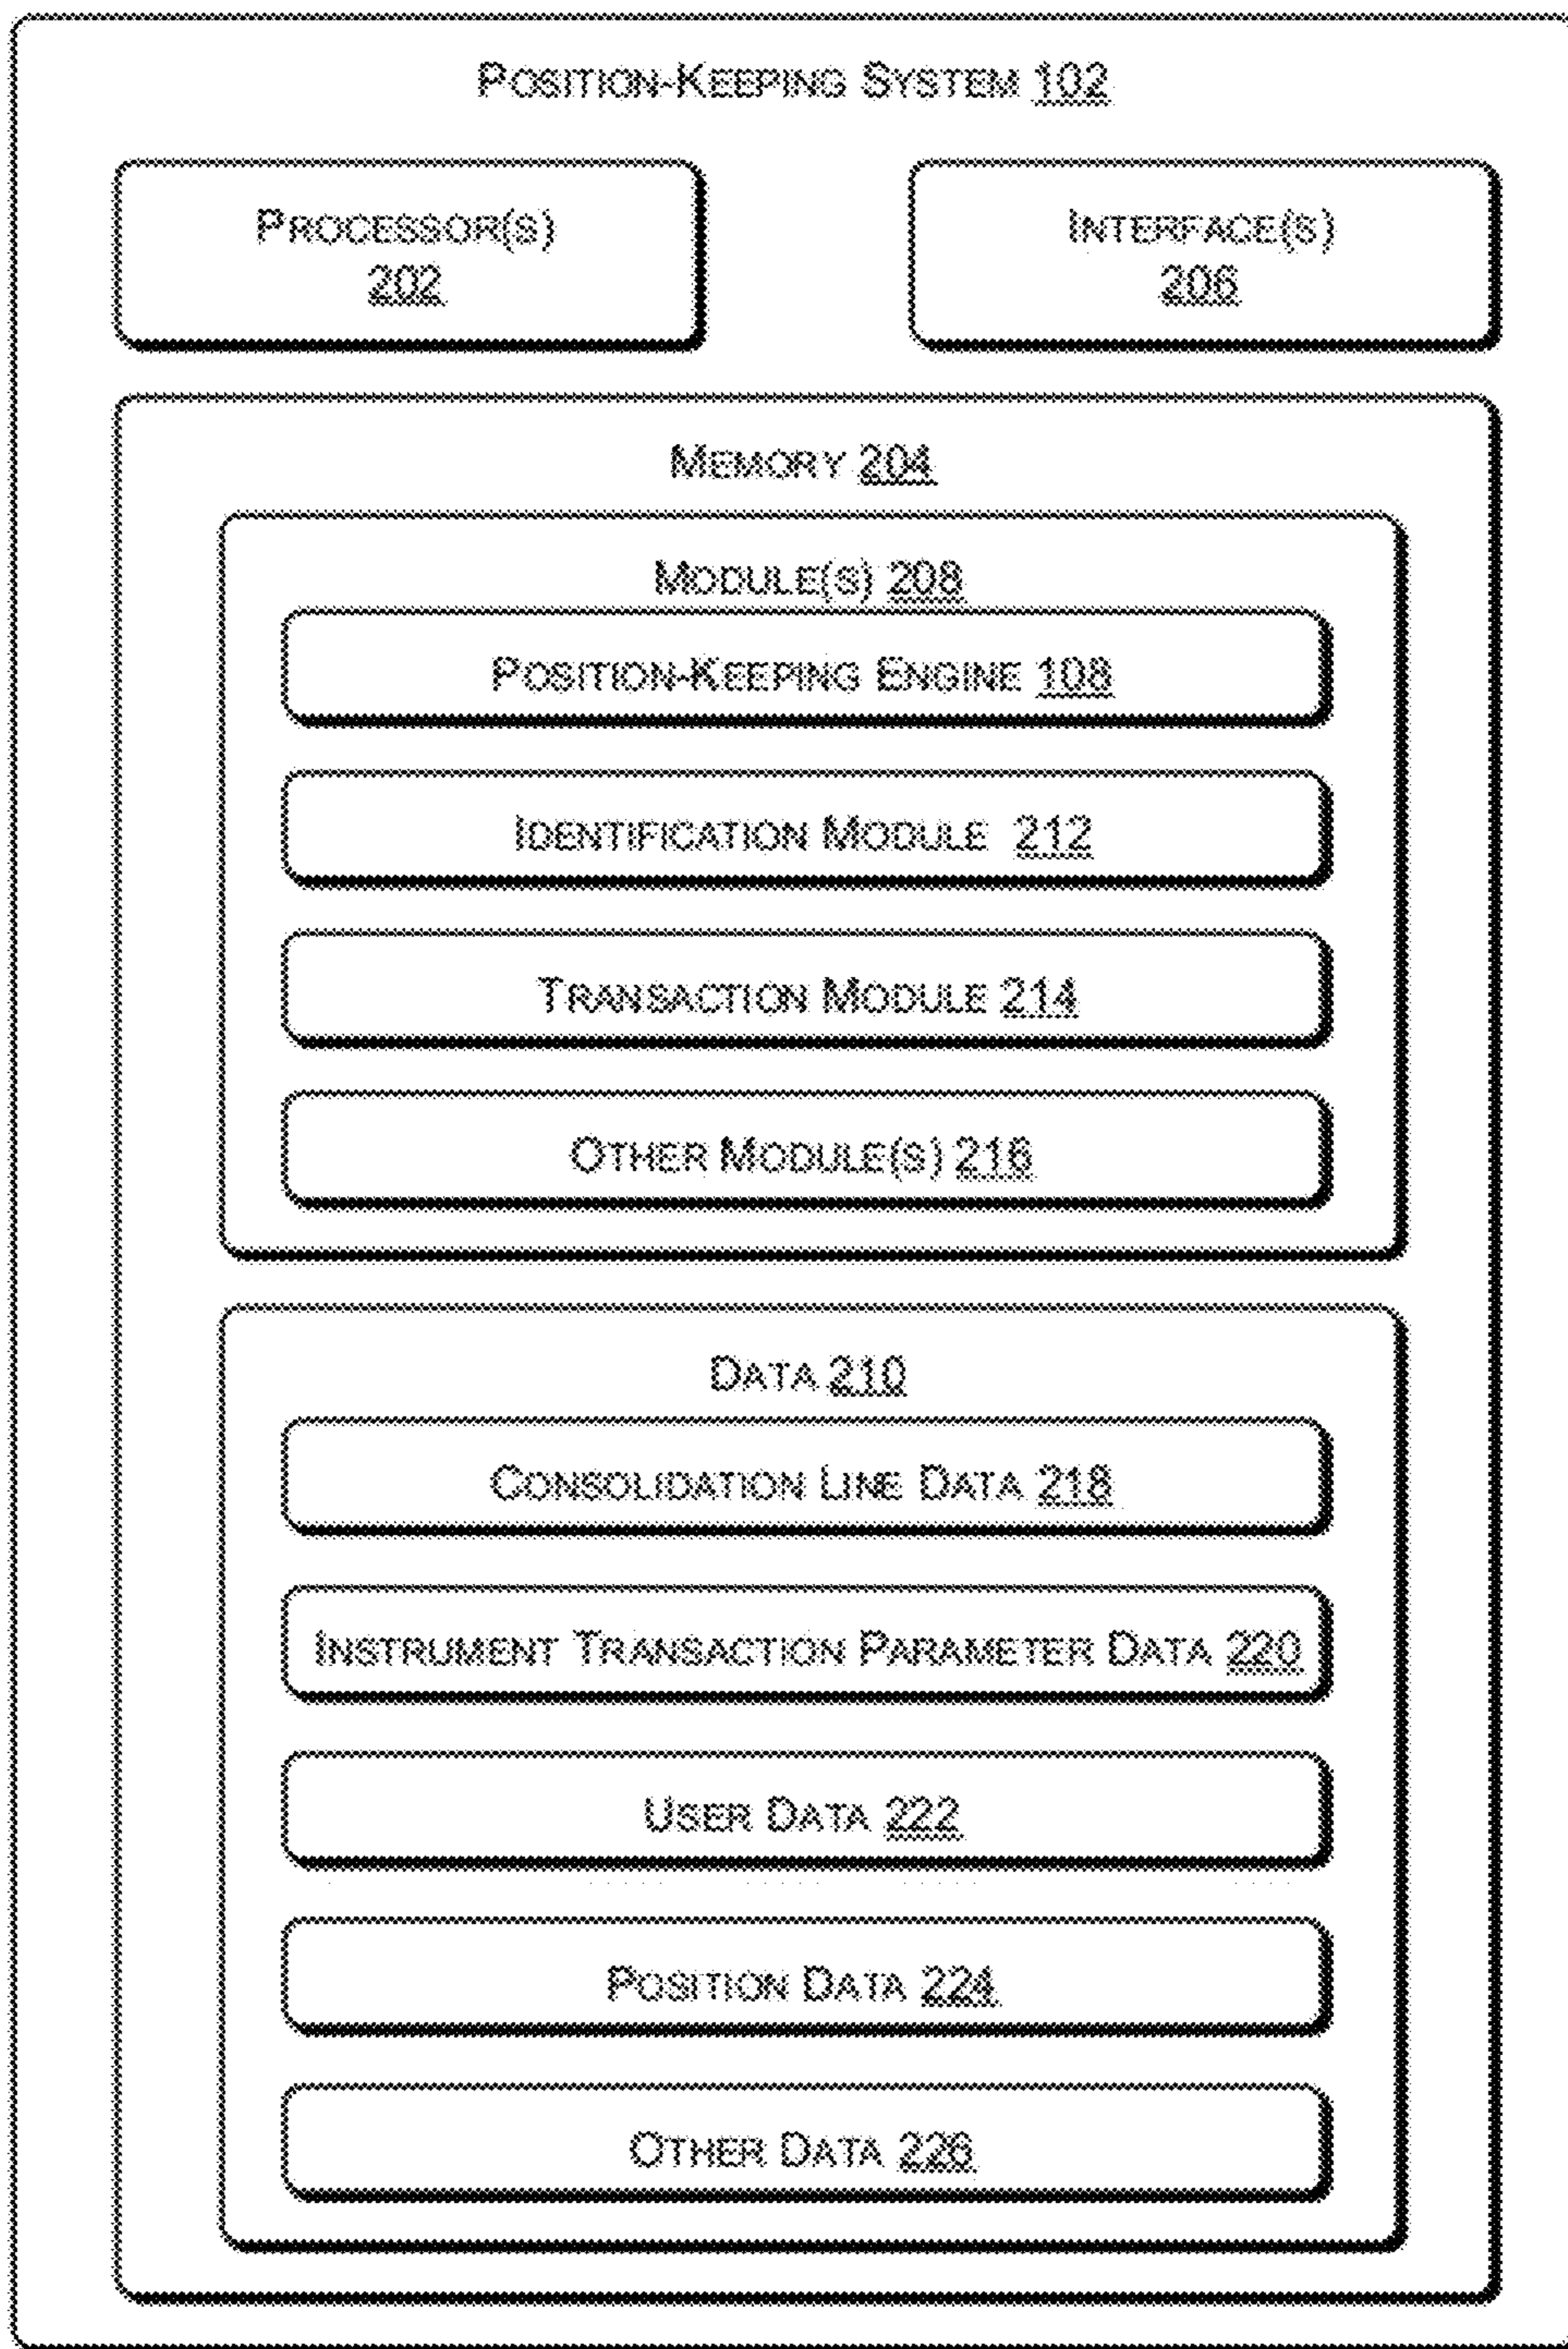 POSITION-KEEPING SYSTEM 102
PROCESSOR(S)
202
INTERFACE(S)
206
MEMORY 204
MODULE(S) 208
POSITION-KEEPING ENGINE 108
IDENTIFICATION MODULE 212
TRANSACTION MODULE 214
OTHER MODULE(S) 216
DATA 210
CONSOLIDATION LINE DATA 218
INSTRUMENT TRANSACTION PARAMETER DATA 220
USER DATA 222
POSITION DATA 224
OTHER DATA 226